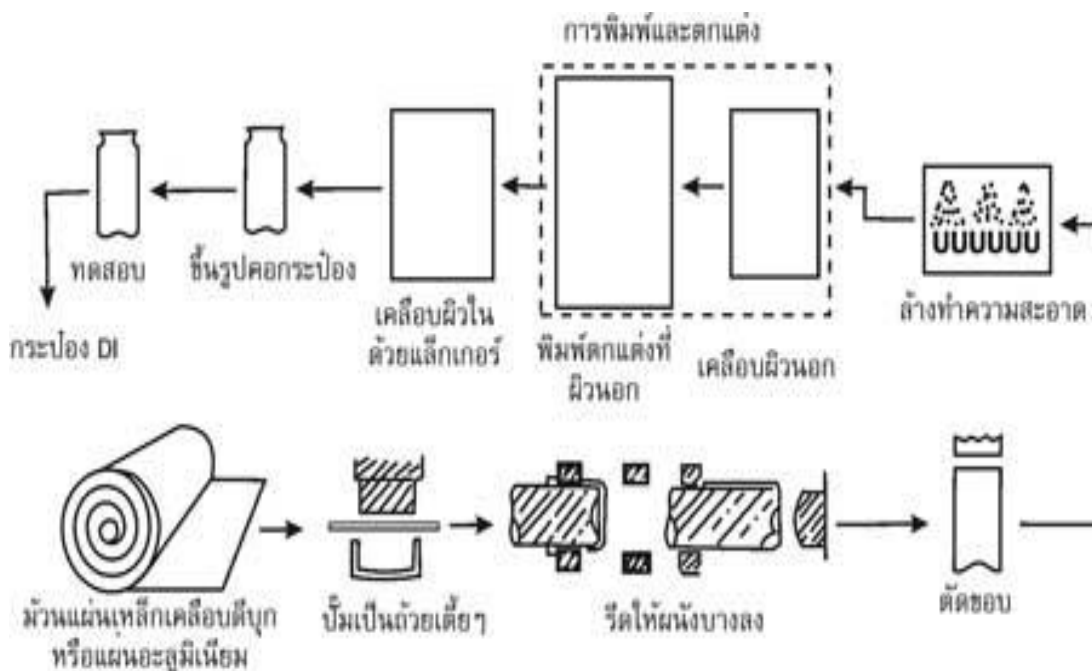 การพิมพ์และตกแต่ง
ทดสอบ
ขึ้นรูปคอกระป๋อง
เคลือบผิวใน
ด้วยแล็กเกอร์
พิมพ์ตกแต่งที่
ผิวนอก
เคลือบผิวนอก
ล้างทำความสะอาด
กระป๋อง DI
ม้วนแผ่นเหล็กเคลือบดีบุก
หรือแผ่นอะลูมิเนียม
ปั๊มเป็นถ้วยเตี้ยๆ
รีดให้ผนังบางลง
ตัดขอบ